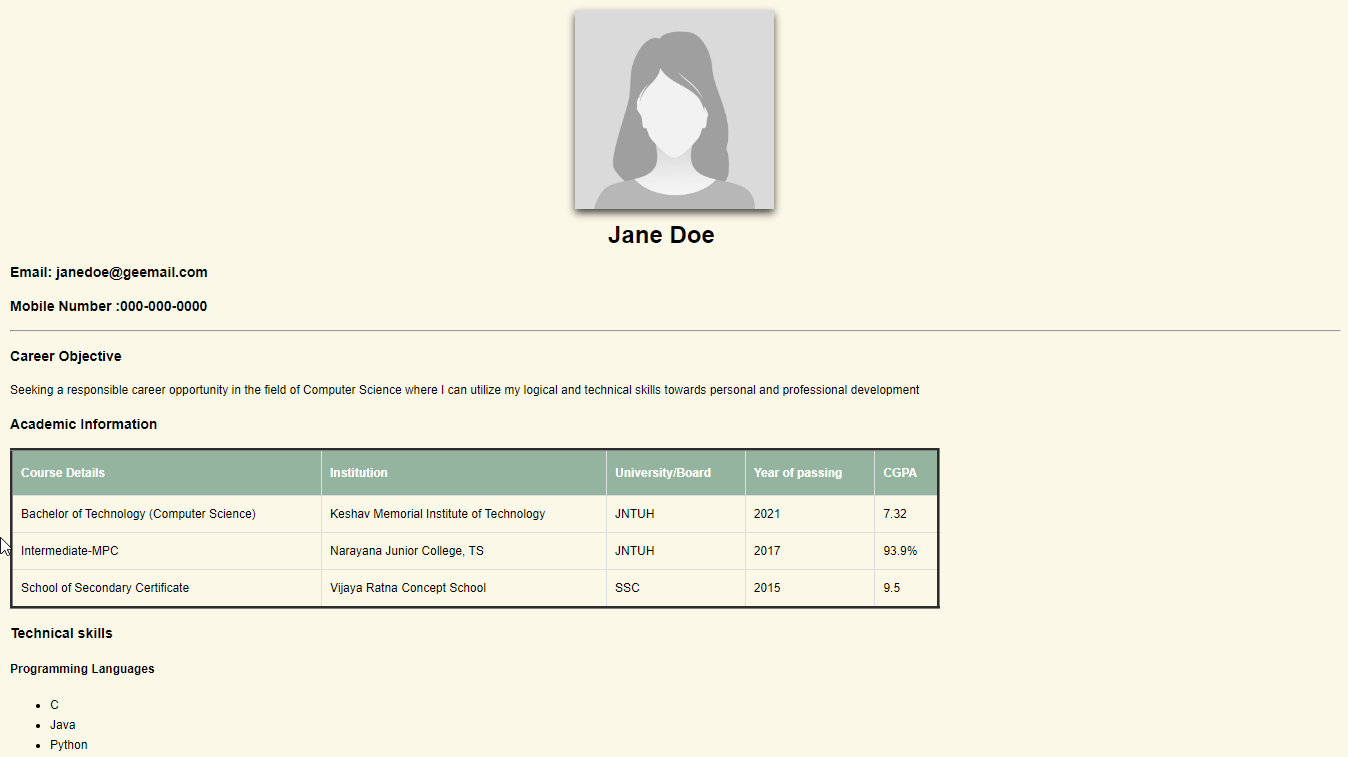 Jane Doe
Email: janedoe@geemail.com
Mobile Number :000-000-0000
Career Objective
Seeking a responsible career opportunity in the field of Computer Science where I can utilize my logical and technical skills towards personal and professional development
Academic Information
Course Details Institution University/Board Year of passing CGPA
Bachelor of Technology (Computer Science) Keshav Memorial Institute of Technology JNTUH 2021 7.32
Intermediate-MPC Narayana Junior College, TS JNTUH 2017 93.9%
School of Secondary Certificate Vijaya Ratna Concept School SSC 2015 9.5
Technical skills
Programming Languages
C
Java
Python